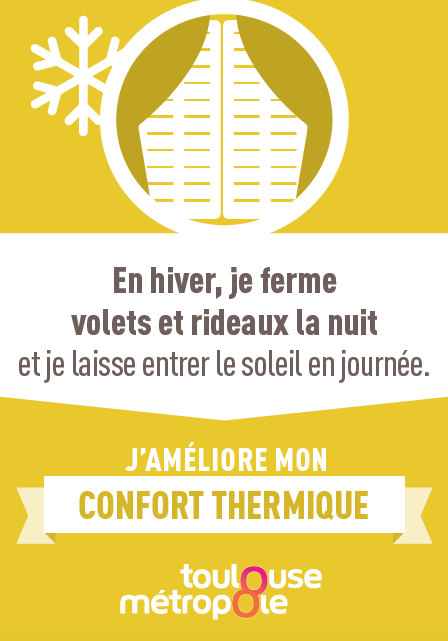 En hiver, je ferme
volets et rideaux la nuit
et je laisse entrer le soleil en journée.
J'AMÉLIORE MON
CONFORT THERMIQUE
toulouse
métropole